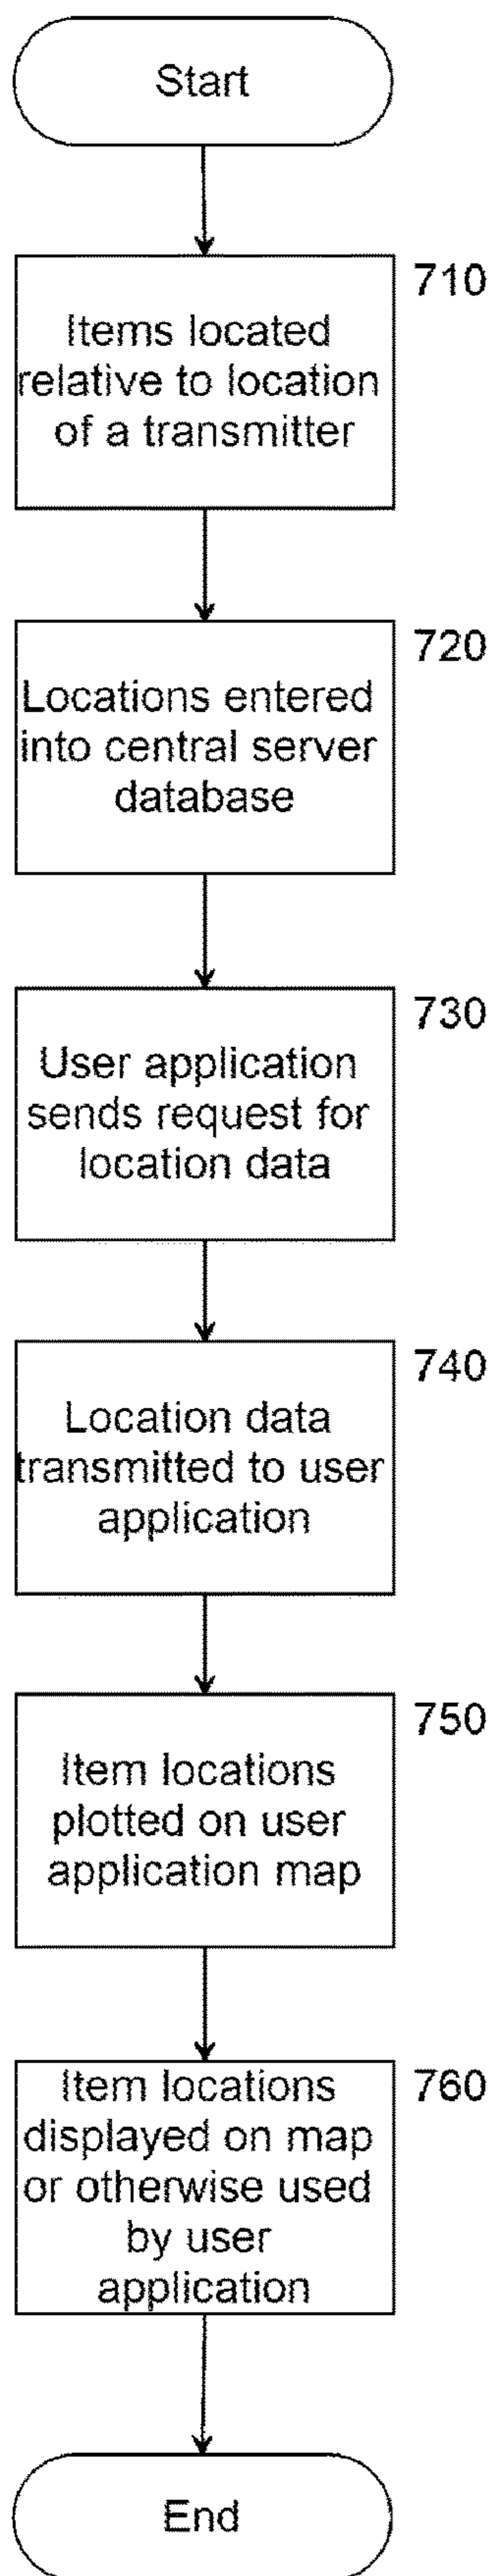 Start
710
Items located
relative to location
of a transmitter
720
Locations entered
into central server
database
730
User application
sends request for
location data
740
Location data
transmitted to user
application
750
Item locations
plotted on user
application map
760
Item locations
displayed on map
or otherwise used
by user
application
End